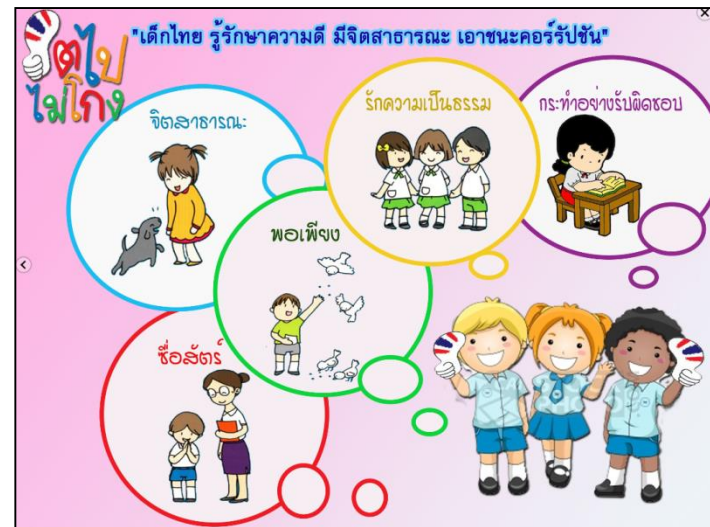 "เด็กไทย รู้รักษาความดี มีจิตสาธารณะ เอาชนะคอร์รัปชัน"
โตไป
ไม่โกง
จิตสาธารณะ
รักความเป็นธรรม
กระทำอย่างรับผิดชอบ
พอเพียง
ซื่อสัตร์